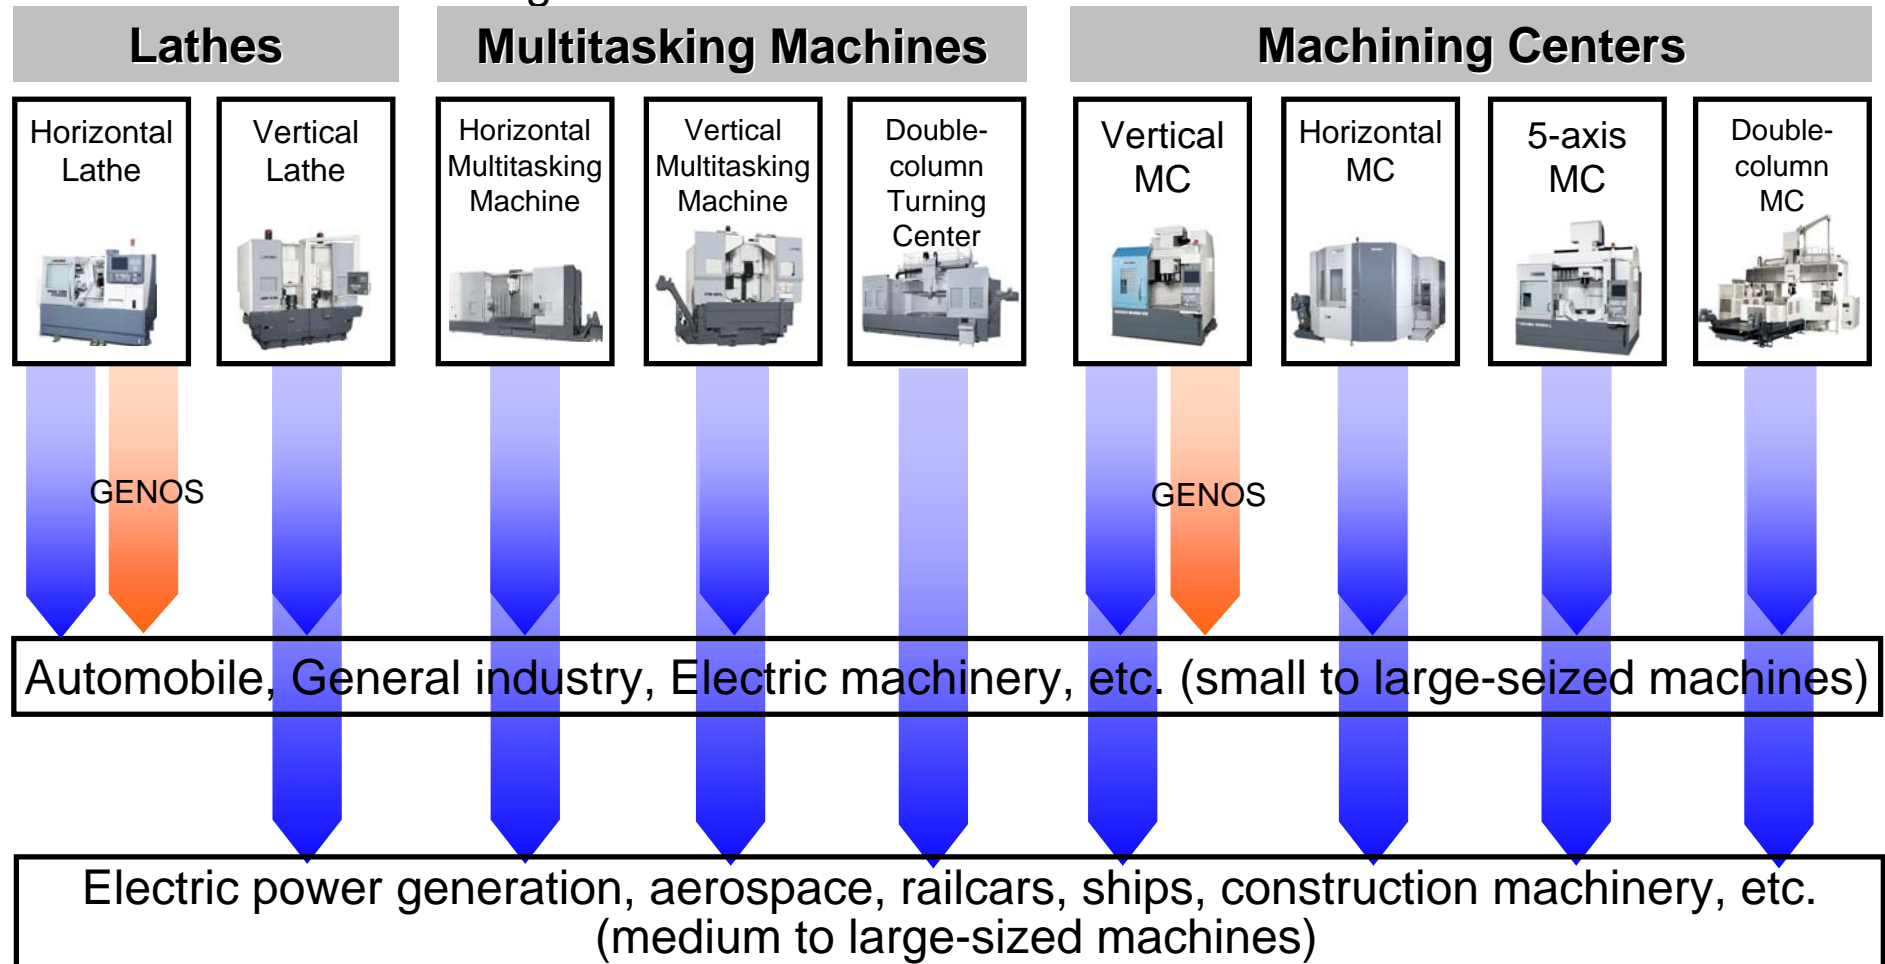 Lathes
Multitasking Machines
Machining Centers
Horizontal
Lathe
Vertical
Lathe
Horizontal
Multitasking
Machine
Vertical
Multitasking
Machine
Double-
column
Turning
Center
Vertical
MC
Horizontal
MC
5-axis
MC
Double-
column
MC
GENOS
GENOS
Automobile, General industry, Electric machinery, etc. (small to large-seized machines)
Electric power generation, aerospace, railcars, ships, construction machinery, etc.
(medium to large-sized machines)